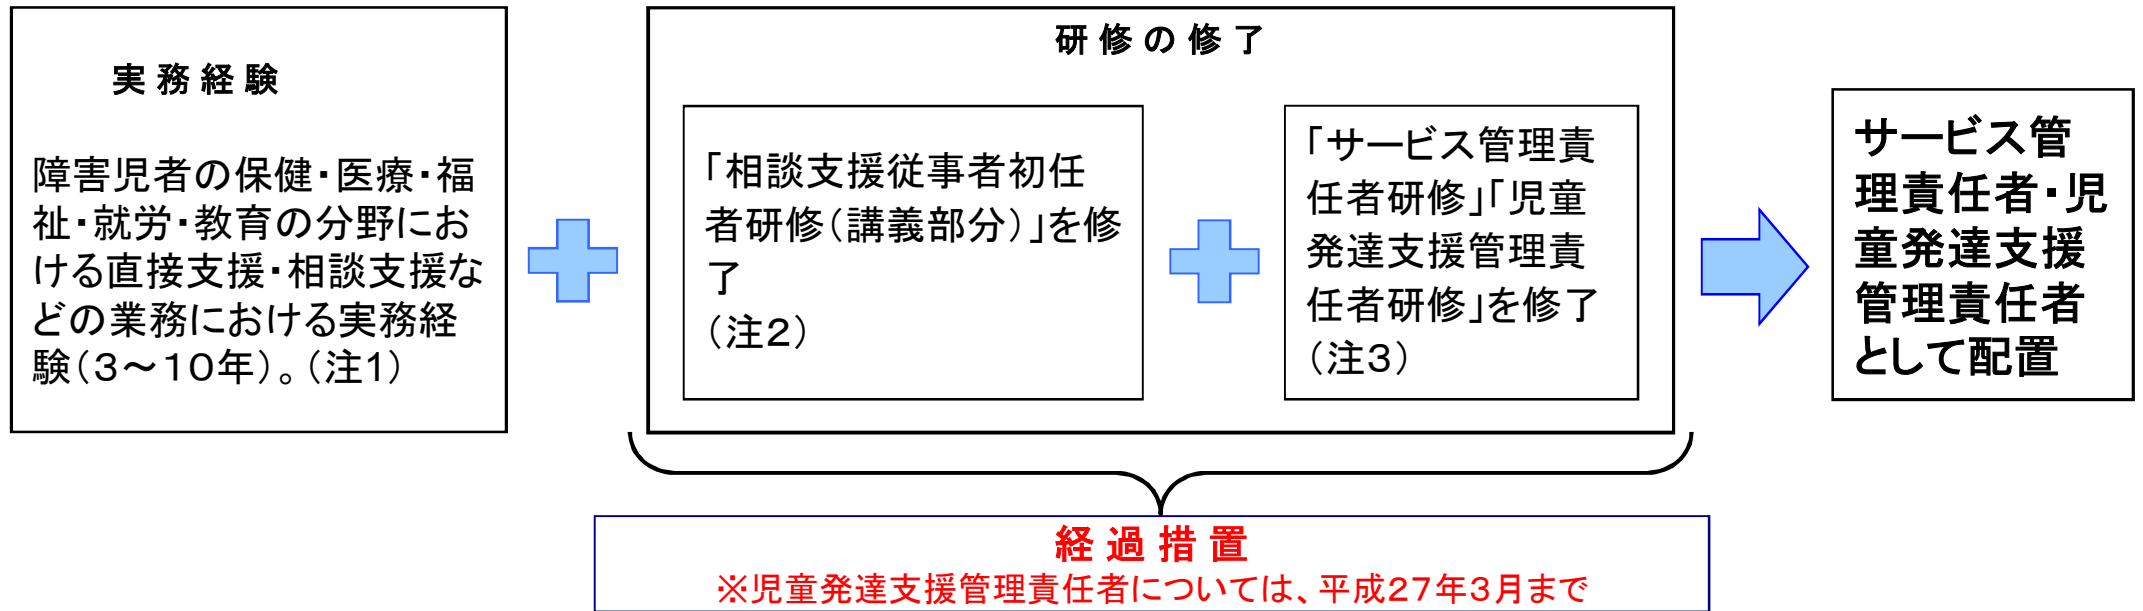 実務経験
障害児者の保健・医療・福
祉・就労・教育の分野にお
ける直接支援・相談支援な
どの業務における実務経
験（３～１０年）。（注１）
研修の修了
「相談支援従事者初任
者研修（講義部分）」を修
了
（注２）
「サービス管理責
任者研修」「児童
発達支援管理責
任者研修」を修了
（注３）
サービス管
理責任者・児
童発達支援
管理責任者
として配置
経過措置
※児童発達支援管理責任者については、平成２７年３月まで